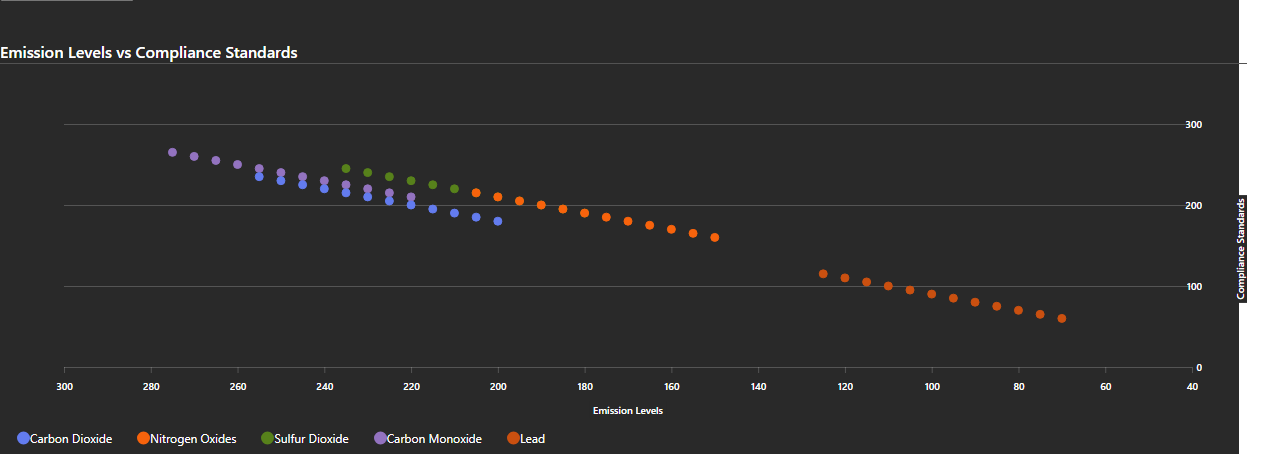 Emission Levels vs Compliance Standards
300
200
100
0
Compliance Standards
300 280 260 240 220 200 180 160 140 120 100 80 60 40
Emission Levels
Carbon Dioxide Nitrogen Oxides Sulfur Dioxide Carbon Monoxide Lead